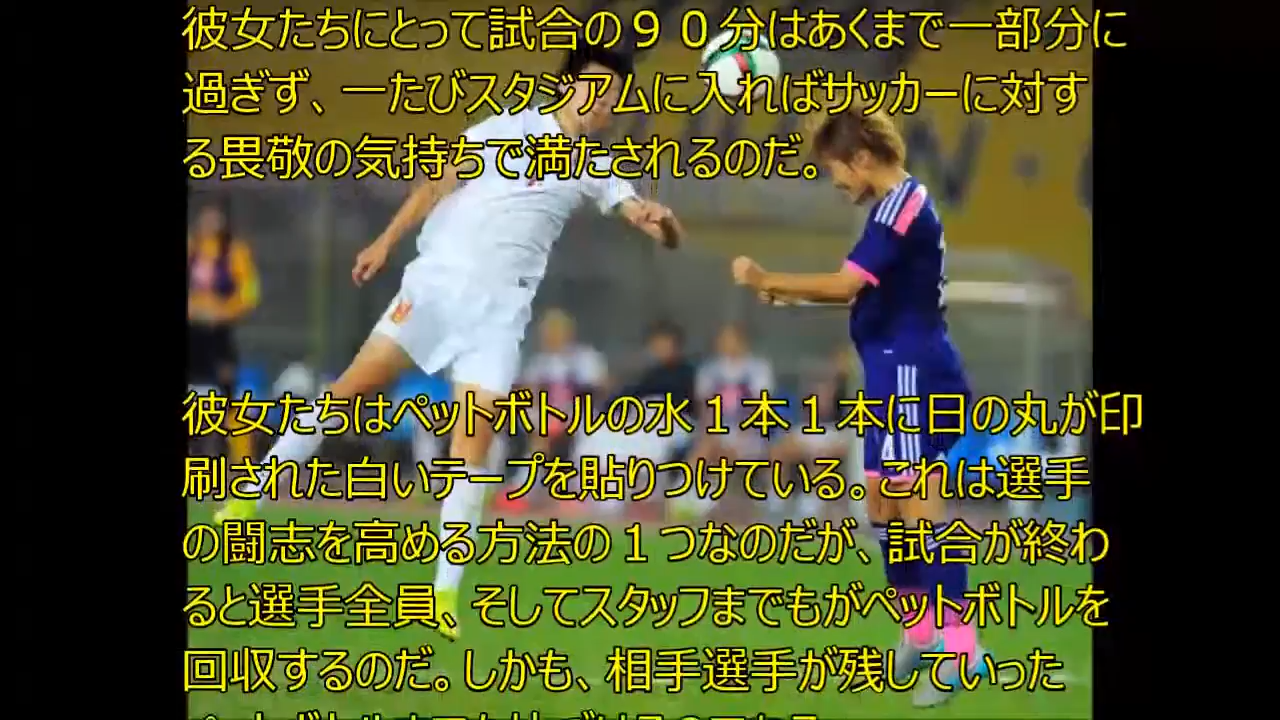 彼女たちにとって試合の９０分はあくまで一部分に
過ぎず、一たびスタジアムに入ればサッカーに対す
る畏敬の気持ちで満たされるのだ。
彼女たちはペットボトルの水１本１本に日の丸が印
刷された白いテープを貼りつけている。これは選手
の闘志を高める方法の１つなのだが、試合が終わ
ると選手全員、そしてスタッフまでもがペットボトルを
回収するのだ。しかも、相手選手が残していった